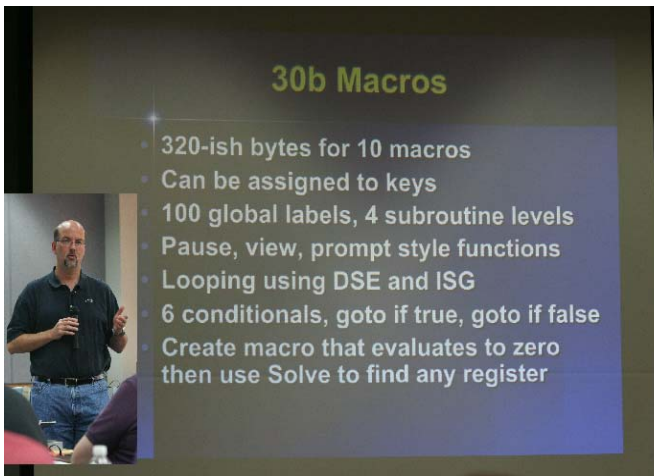 30b Macros
320-ish bytes for 10 macros
Can be assigned to keys
100 global labels, 4 subroutine levels
Pause, view, prompt style functions
Looping using DSE and ISG
6 conditionals, goto if true, goto if false
Create macro that evaluates to zero
then use Solve to find any register